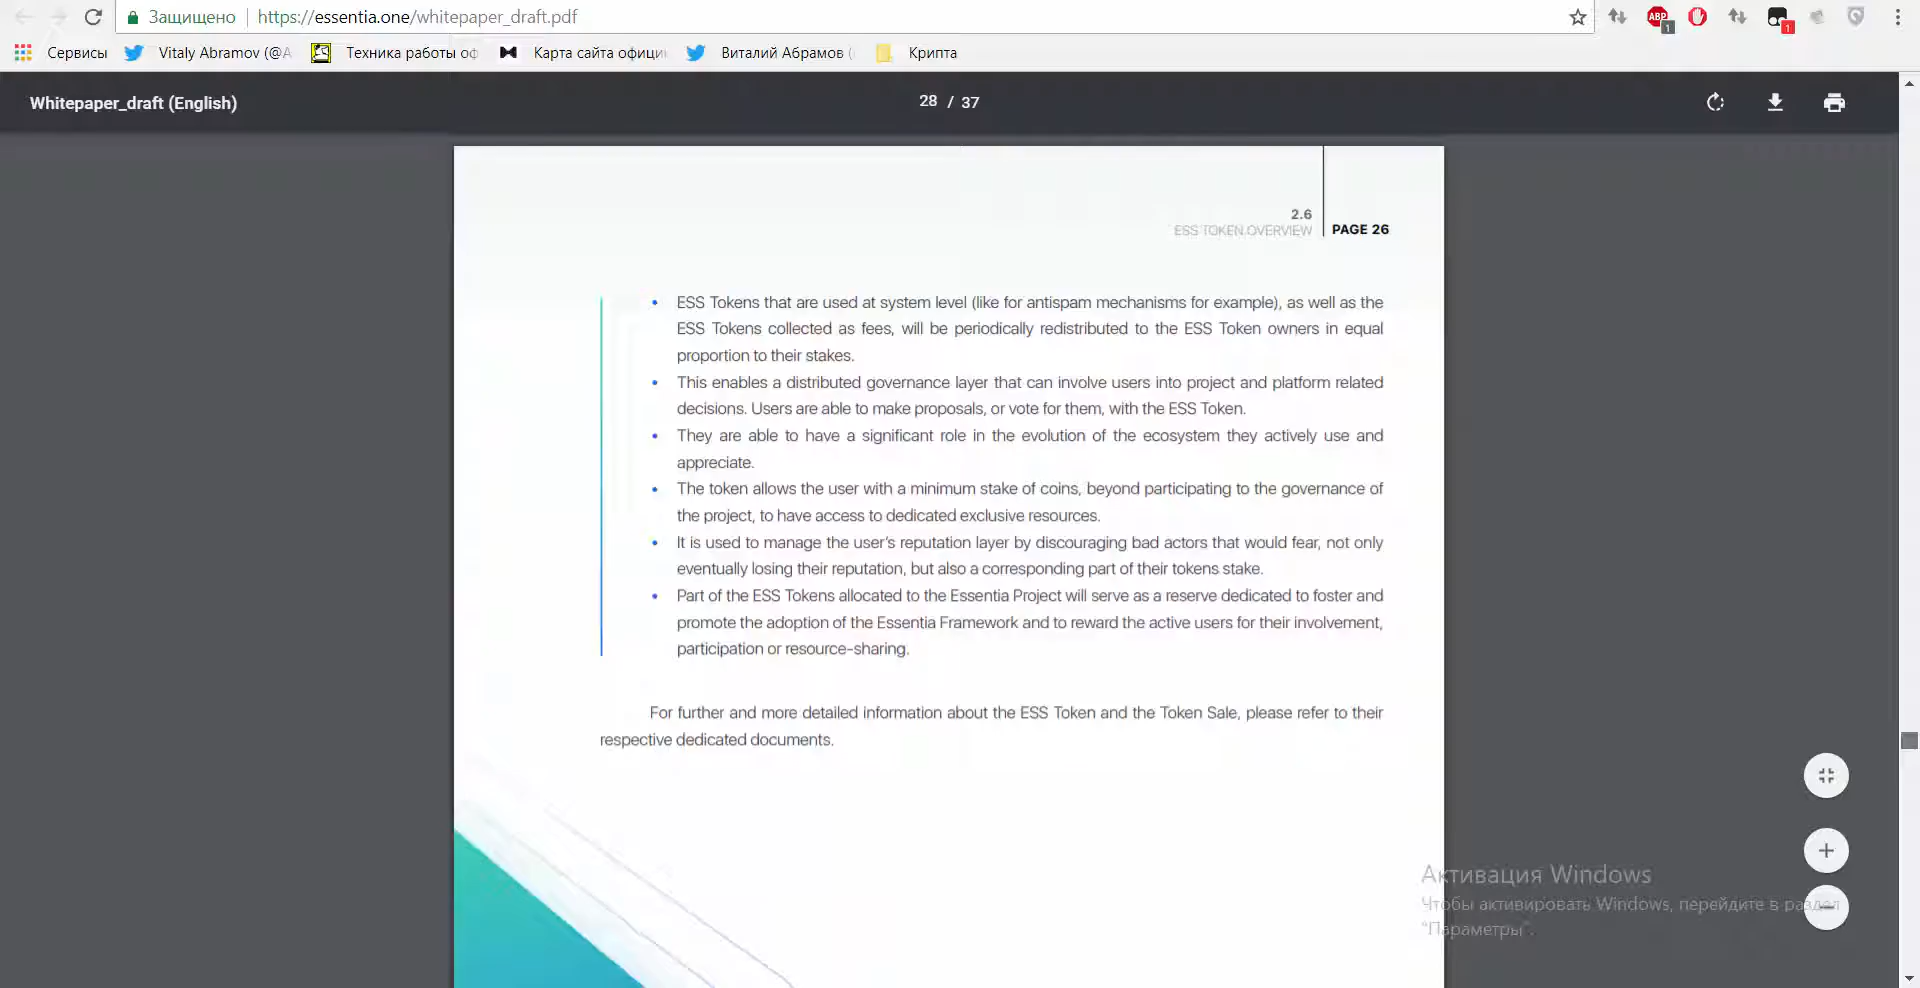 Защищено https://essentia.one/whitepaper_draft.pdf
ABP 1 1
Сервисы Vitaly Abramov (@A Техника работы оф Карта сайта офици Виталий Абрамов ( Крипта
Whitepaper_draft (English) 28 / 37
2.6
ESS TOKEN OVERVIEW PAGE 26
• ESS Tokens that are used at system level (like for antispam mechanisms for example), as well as the
ESS Tokens collected as fees, will be periodically redistributed to the ESS Token owners in equal
proportion to their stakes.
• This enables a distributed governance layer that can involve users into project and platform related
decisions. Users are able to make proposals, or vote for them, with the ESS Token.
• They are able to have a significant role in the evolution of the ecosystem they actively use and
appreciate.
• The token allows the user with a minimum stake of coins, beyond participating to the governance of
the project, to have access to dedicated exclusive resources.
• It is used to manage the user's reputation layer by discouraging bad actors that would fear, not only
eventually losing their reputation, but also a corresponding part of their tokens stake.
• Part of the ESS Tokens allocated to the Essentia Project will serve as a reserve dedicated to foster and
promote the adoption of the Essentia Framework and to reward the active users for their involvement,
participation or resource-sharing.
For further and more detailed information about the ESS Token and the Token Sale, please refer to their
respective dedicated documents.
Активация Windows
Чтобы активировать Windows, перейдите в раздел
"Параметры".